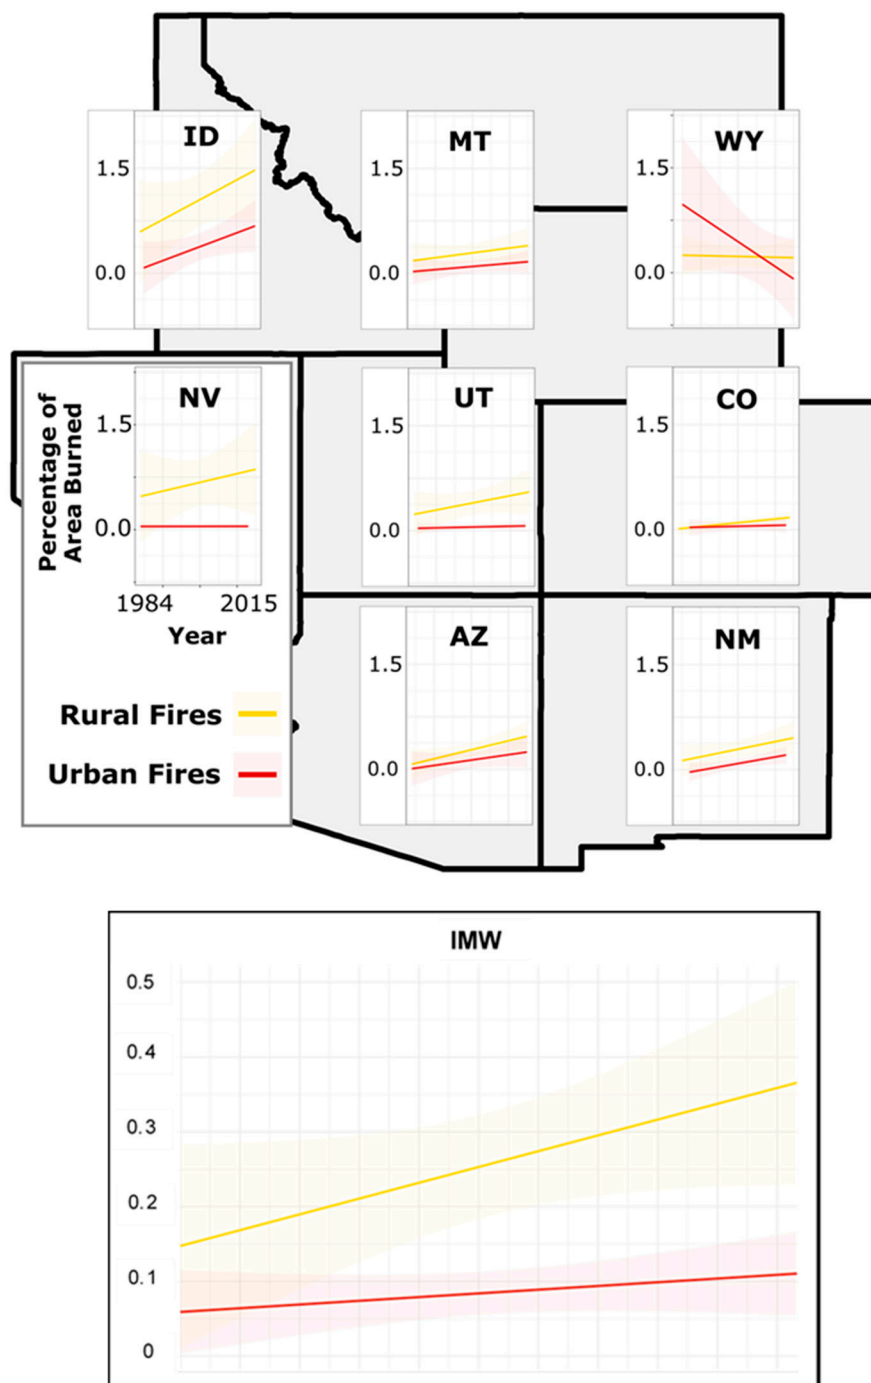 ID
1.5
0.0
MT
1.5
0.0
WY
1.5
0.0
Percentage of
Area Burned
NV
1.5
0.0
1984 2015
Year
UT
1.5
0.0
CO
1.5
0.0
Rural Fires
Urban Fires
AZ
1.5
0.0
NM
1.5
0.0
IMW
0.5
0.4
0.3
0.2
0.1
0